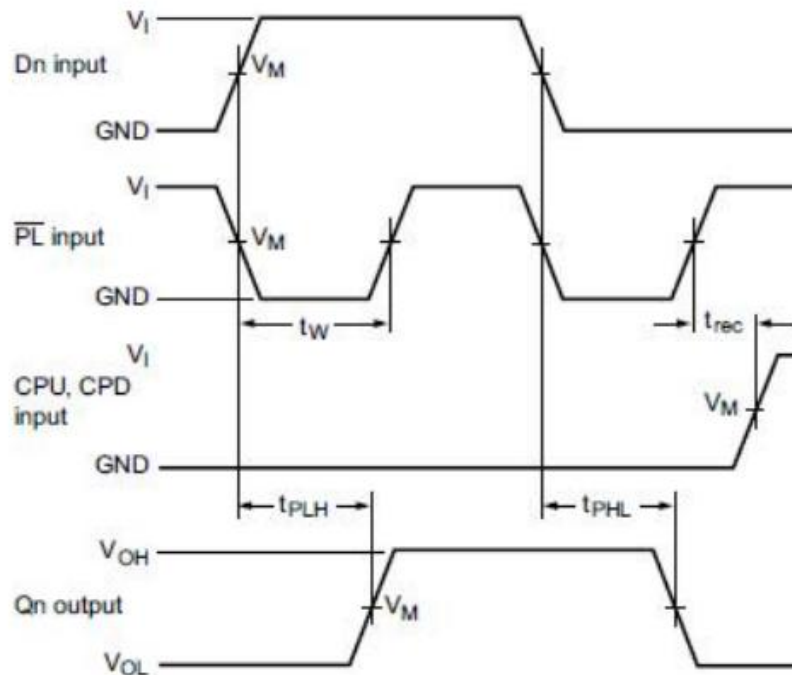 VI
Dn input
VM
GND
VI
PL input
VM
GND
tW
trec
VI
CPU, CPD
input
VM
GND
tPLH
tPHL
VOH
Qn output
VM
VOL